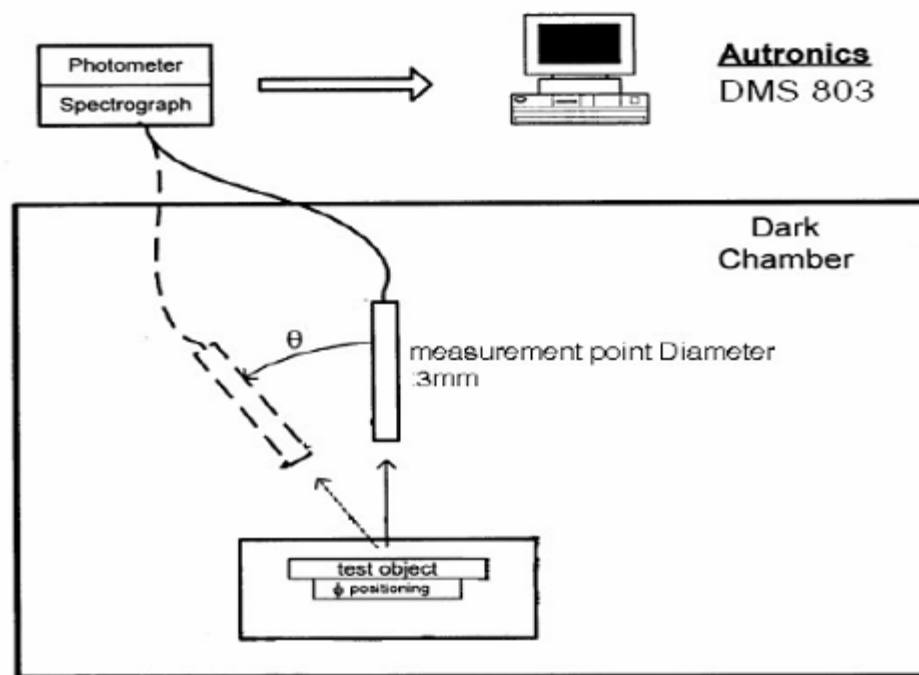 Photometer
Spectrograph
Autronics
DMS 803
Dark
Chamber
θ
measurement point Diameter
:3mm
test object
ϕ positioning